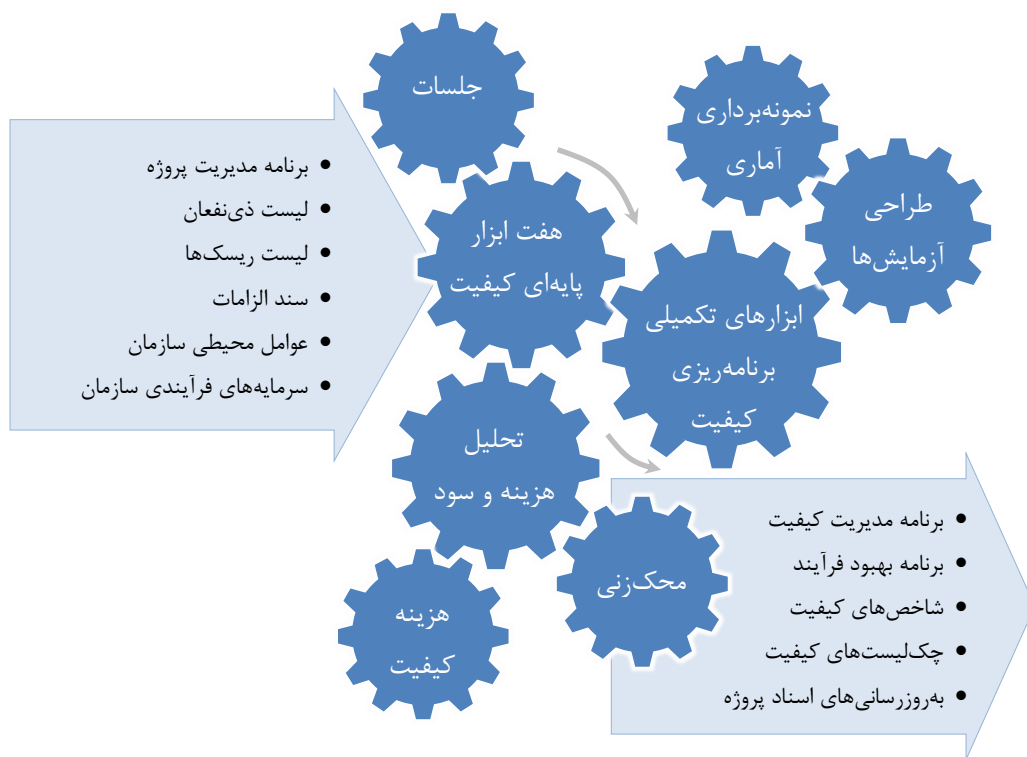 برنامه مدیریت پروژه
لیست ذی‌نفعان
لیست ریسک‌ها
سند الزامات
عوامل محیطی سازمان
سرمایه‌های فرآیندی سازمان
جلسات
نمونه‌برداری
آماری
طراحی
آزمایش‌ها
هفت ابزار
پایه‌ای کیفیت
ابزارهای تکمیلی
برنامه‌ریزی
کیفیت
تحلیل
هزینه و سود
محک‌زنی
هزینه
کیفیت
برنامه مدیریت کیفیت
برنامه بهبود فرآیند
شاخص‌های کیفیت
چک‌لیست‌های کیفیت
به‌روزرسانی‌های اسناد پروژه